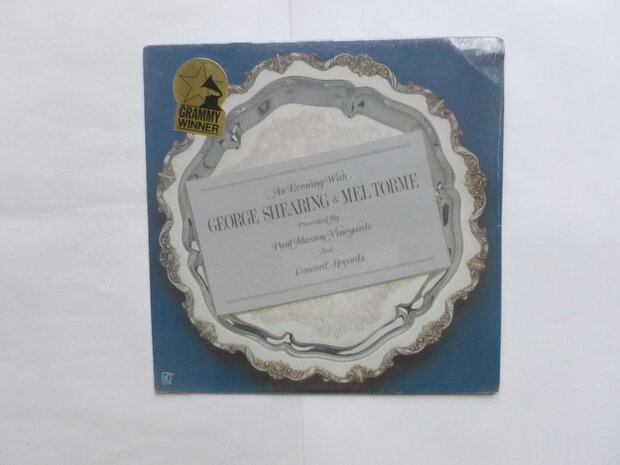 GRAMMY
WINNER
An Evening With
GEORGE SHEARING & MEL TORME
Presented By
Paul Masson Vineyards
And
Concord Records